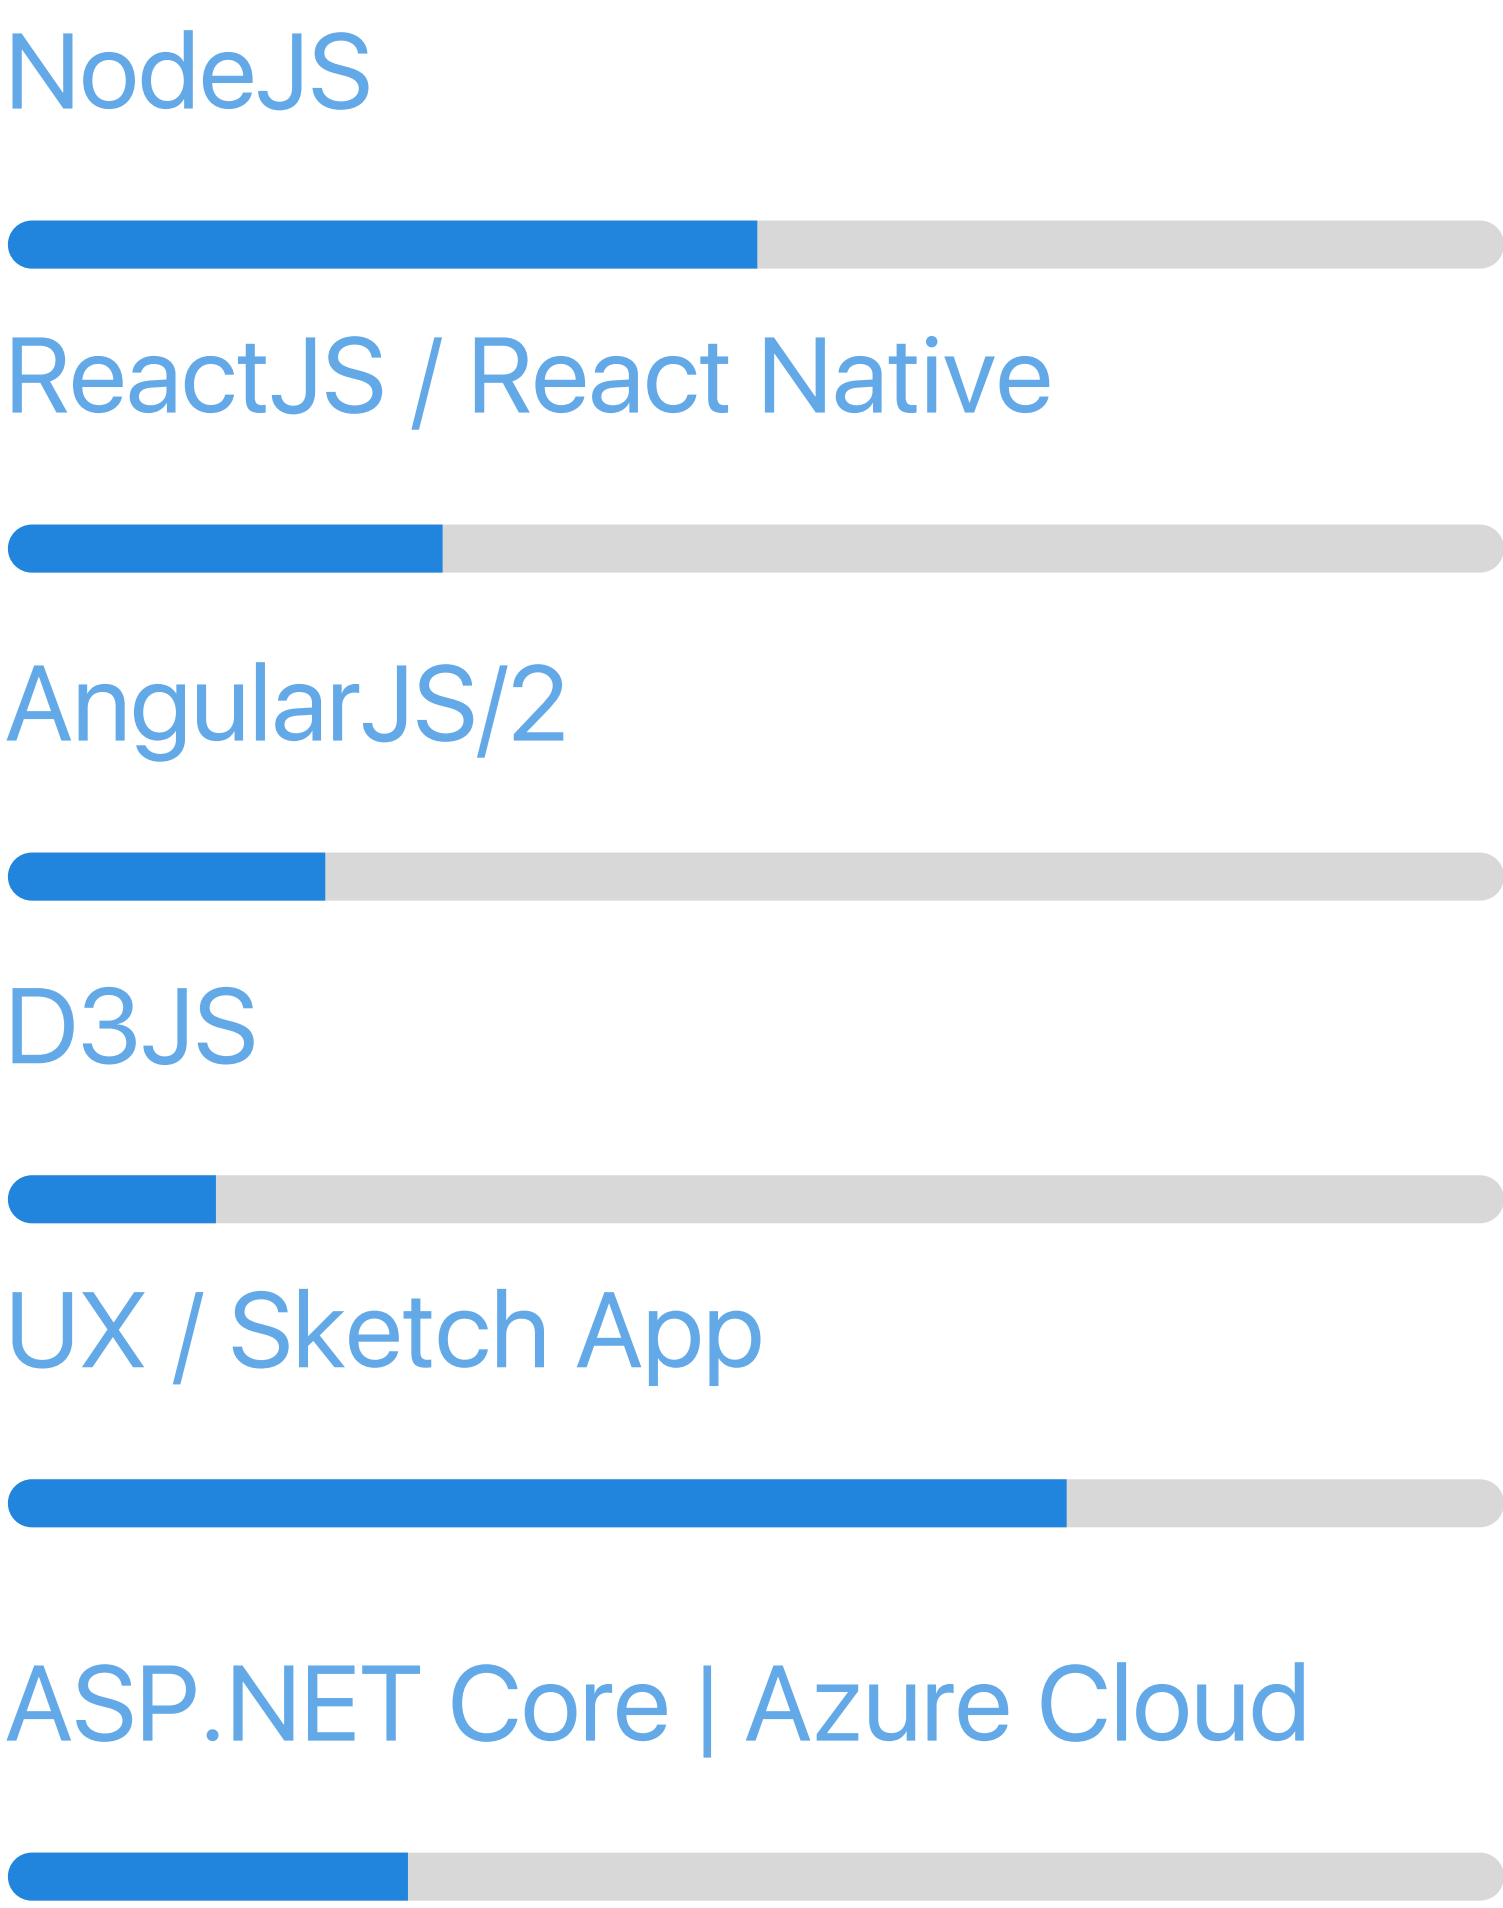 NodeJS
ReactJS / React Native
AngularJS/2
D3JS
UX / Sketch App
ASP.NET Core | Azure Cloud